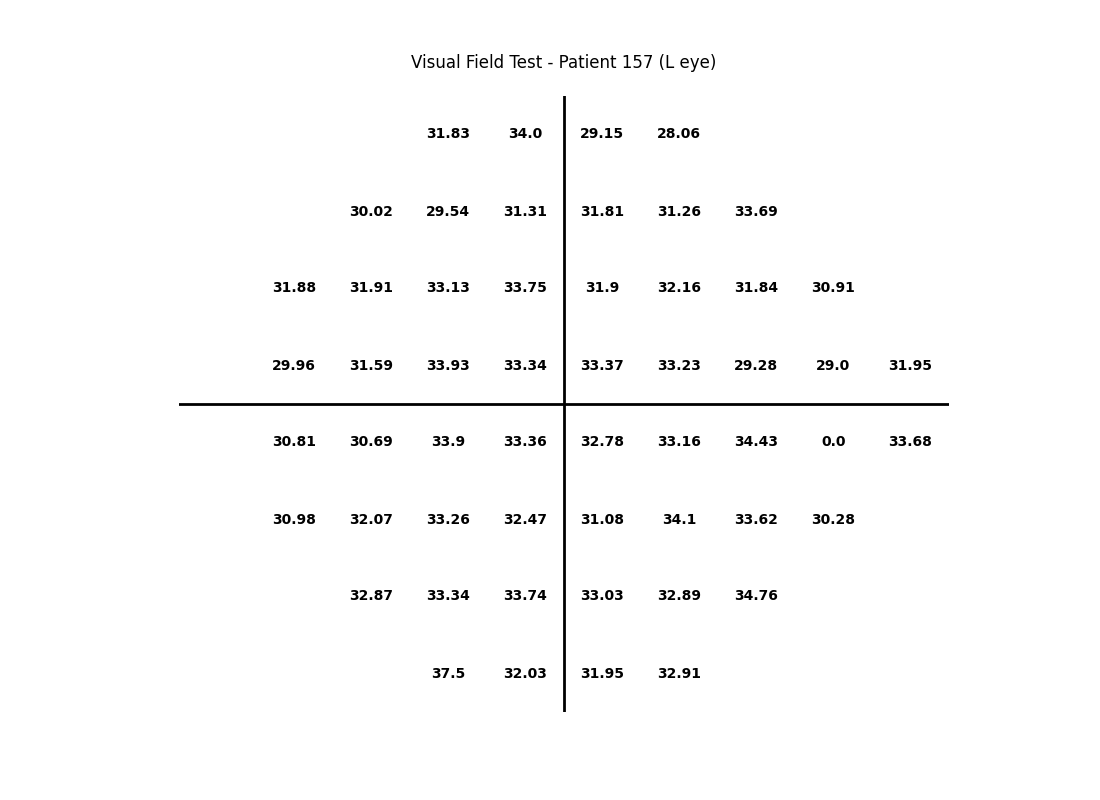 Visual Field Test - Patient 157 (L eye)
31.83 34.0 29.15 28.06
30.02 29.54 31.31 31.81 31.26 33.69
31.88 31.91 33.13 33.75 31.9 32.16 31.84 30.91
29.96 31.59 33.93 33.34 33.37 33.23 29.28 29.0 31.95
30.81 30.69 33.9 33.36 32.78 33.16 34.43 0.0 33.68
30.98 32.07 33.26 32.47 31.08 34.1 33.62 30.28
32.87 33.34 33.74 33.03 32.89 34.76
37.5 32.03 31.95 32.91